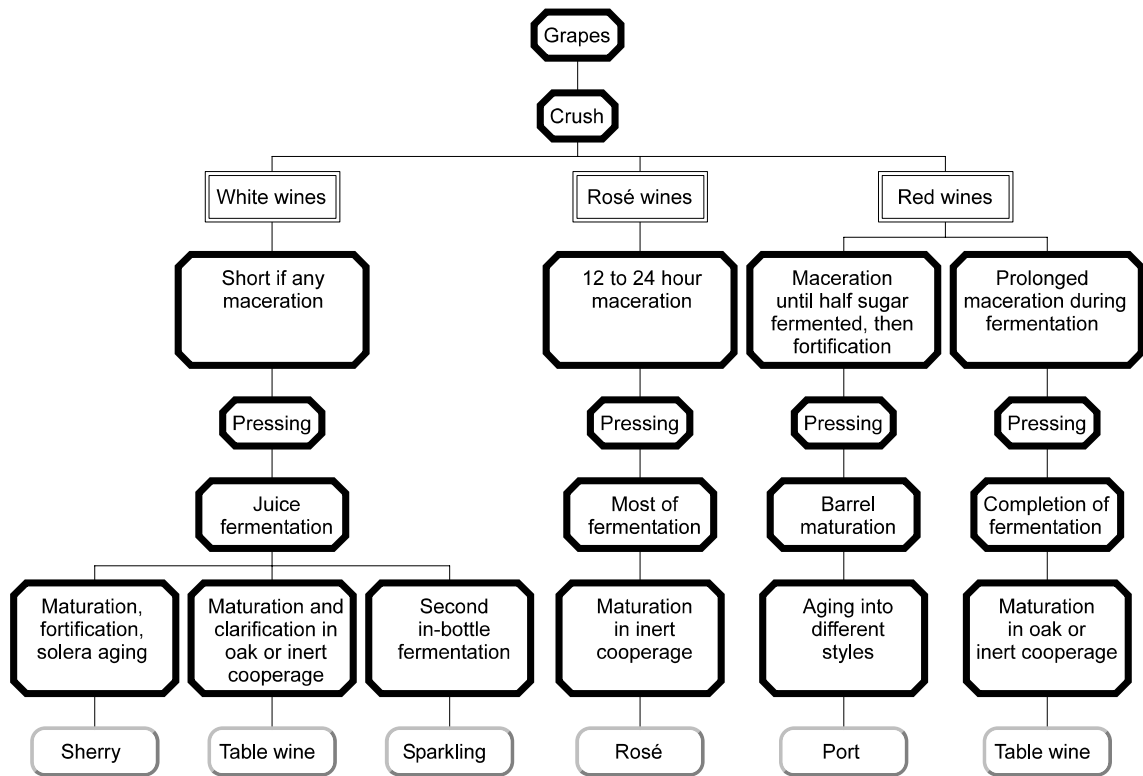 Grapes
Crush
White wines
Rosé wines
Red wines
Short if any
maceration
12 to 24 hour
maceration
Maceration
until half sugar
fermented, then
fortification
Prolonged
maceration during
fermentation
Pressing
Pressing
Pressing
Pressing
Juice
fermentation
Most of
fermentation
Barrel
maturation
Completion of
fermentation
Maturation,
fortification,
solera aging
Maturation and
clarification in
oak or inert
cooperage
Second
in-bottle
fermentation
Maturation
in inert
cooperage
Aging into
different
styles
Maturation
in oak or
inert cooperage
Sherry
Table wine
Sparkling
Rosé
Port
Table wine